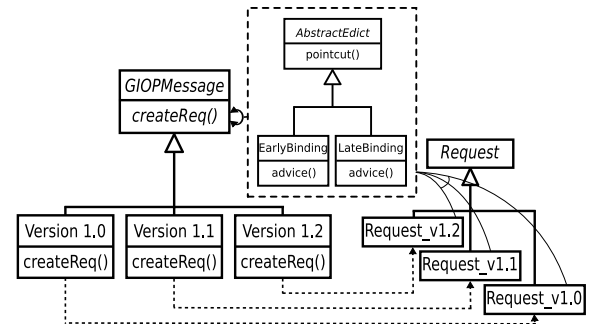 AbstractEdict
pointcut()
GIOPMessage
createReq()
EarlyBinding
advice()
LateBinding
advice()
Request
Version 1.0
createReq()
Version 1.1
createReq()
Version 1.2
createReq()
Request_v1.2
Request_v1.1
Request_v1.0